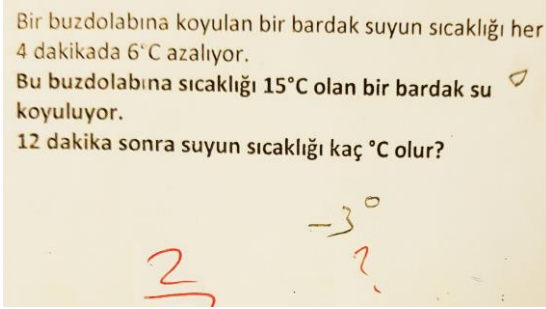 Bir buzdolabına koyulan bir bardak suyun sıcaklığı her
4 dakikada 6°C azalıyor.
Bu buzdolabına sıcaklığı 15°C olan bir bardak su
koyuluyor.
12 dakika sonra suyun sıcaklığı kaç °C olur?
-3°
2 ?